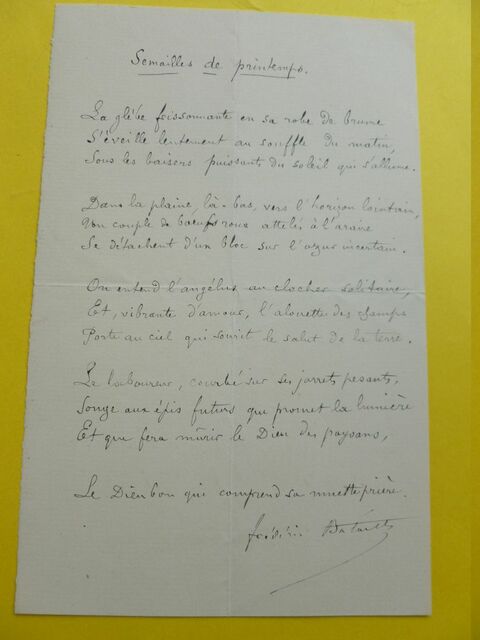 Semailles de printemps.
La glèbe foisonnante en sa robe de brume
S'éveille lentement au souffle du matin,
Sous les baisers puissants du soleil qui s'allume.
Dans la plaine, là-bas, vers l'horizon lointain,
Un couple de bœufs roux attelés à l'araire
Se détachent d'un bloc sur l'azur incertain.
On entend l'angélus au clocher solitaire,
Et, vibrante d'amour, l'alouette des champs
Porte au ciel qui sourit le salut de la terre.
Le laboureur, courbé sur ses jarrets pesants,
Songe aux épis futurs qui promet la lumière
Et que fera mûrir le Dieu des paysans,
Le Dieu bon qui comprend sa muette prière.
Frédéric Bataille